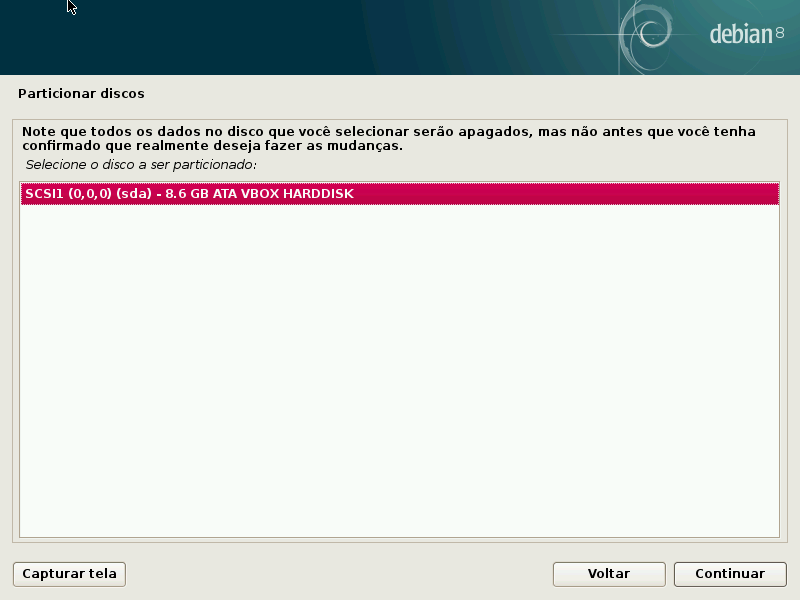 debian 8
Particionar discos
Note que todos os dados no disco que você selecionar serão apagados, mas não antes que você tenha
confirmado que realmente deseja fazer as mudanças.
Selecione o disco a ser particionado:
SCSI1 (0,0,0) (sda) - 8.6 GB ATA VBOX HARDDISK
Capturar tela
Voltar
Continuar